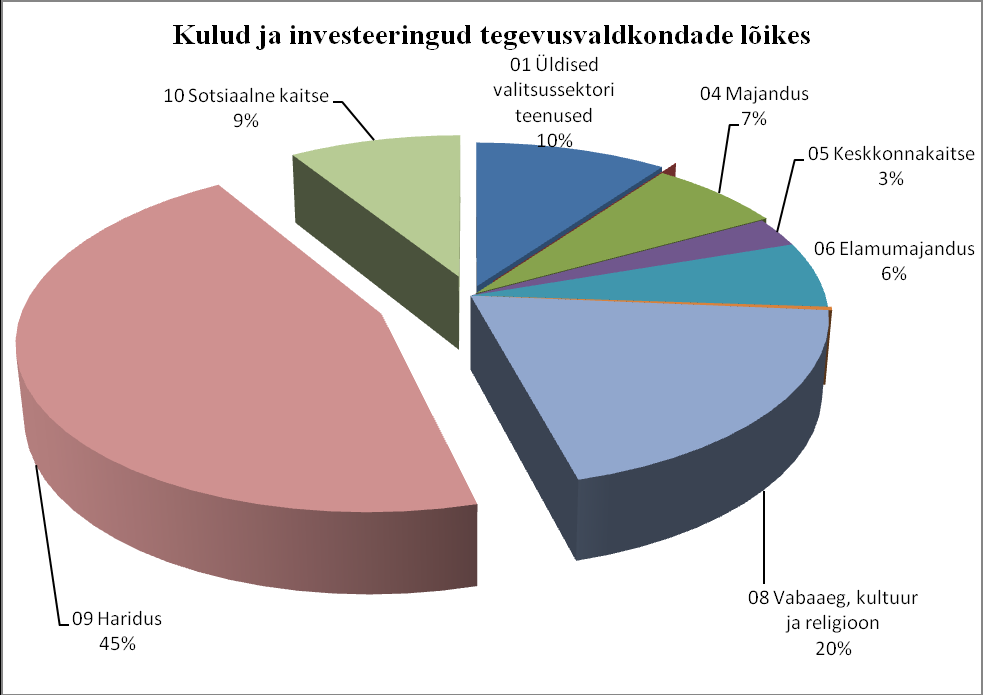 Kulud ja investeeringud tegevusvaldkondade lõikes
01 Üldised
valitsussektori
teenused
10%
04 Majandus
7%
05 Keskkonnakaitse
3%
06 Elamumajandus
6%
08 Vabaaeg, kultuur
ja religioon
20%
09 Haridus
45%
10 Sotsiaalne kaitse
9%